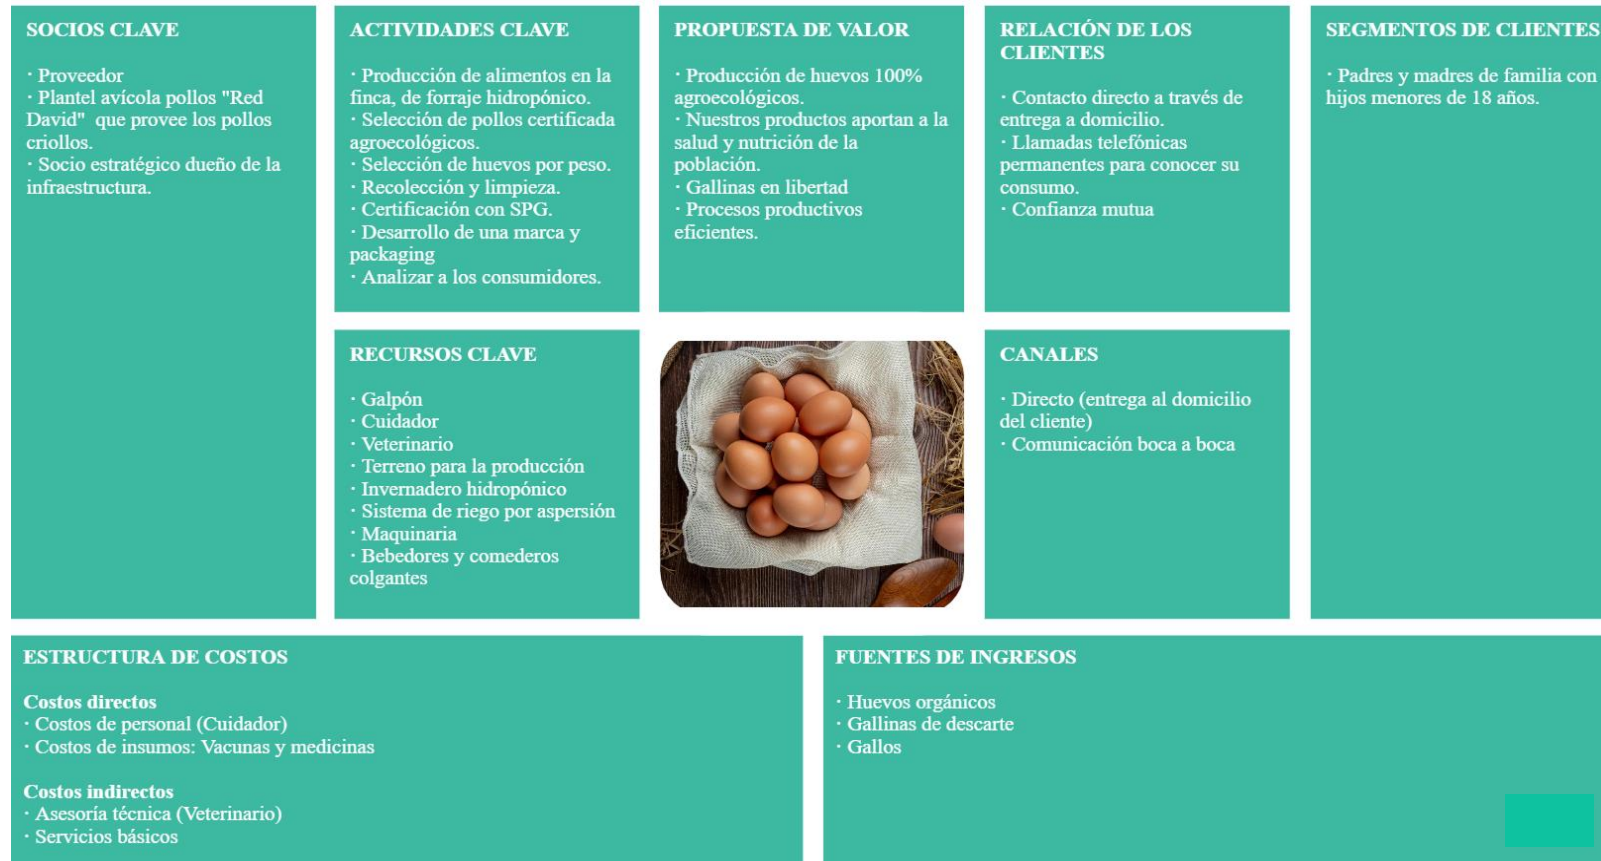 SOCIOS CLAVE
· Proveedor
· Plantel avícola pollos "Red
David" que provee los pollos
criollos.
· Socio estratégico dueño de la
infraestructura.
ACTIVIDADES CLAVE
· Producción de alimentos en la
finca, de forraje hidropónico.
· Selección de pollos certificada
agroecológicos.
· Selección de huevos por peso.
· Recolección y limpieza.
· Certificación con SPG.
· Desarrollo de una marca y
packaging
· Analizar a los consumidores.
PROPUESTA DE VALOR
· Producción de huevos 100%
agroecológicos.
· Nuestros productos aportan a la
salud y nutrición de la
población.
· Gallinas en libertad
· Procesos productivos
eficientes.
RELACIÓN DE LOS
CLIENTES
· Contacto directo a través de
entrega a domicilio.
· Llamadas telefónicas
permanentes para conocer su
consumo.
· Confianza mutua
SEGMENTOS DE CLIENTES
· Padres y madres de familia con
hijos menores de 18 años.
RECURSOS CLAVE
· Galpón
· Cuidador
· Veterinario
· Terreno para la producción
· Invernadero hidropónico
· Sistema de riego por aspersión
· Maquinaria
· Bebedores y comederos
colgantes
CANALES
· Directo (entrega al domicilio
del cliente)
· Comunicación boca a boca
ESTRUCTURA DE COSTOS
Costos directos
· Costos de personal (Cuidador)
· Costos de insumos: Vacunas y medicinas
Costos indirectos
· Asesoría técnica (Veterinario)
· Servicios básicos
FUENTES DE INGRESOS
· Huevos orgánicos
· Gallinas de descarte
· Gallos